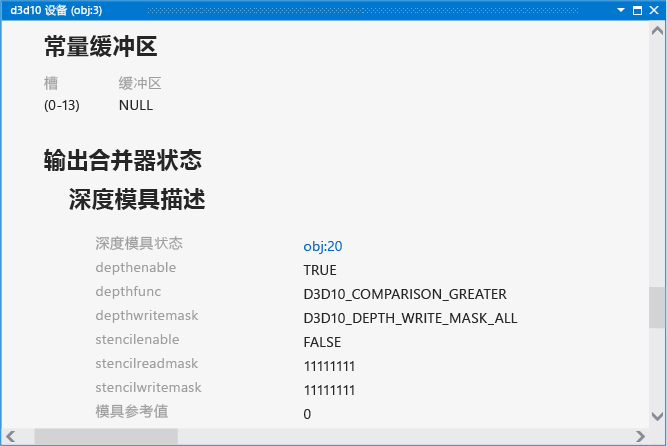 d3d10 设备 (obj:3)
常量缓冲区
槽 缓冲区
(0-13) NULL
输出合并器状态
深度模具描述
深度模具状态 obj:20
depthenable TRUE
depthfunc D3D10_COMPARISON_GREATER
depthwritemask D3D10_DEPTH_WRITE_MASK_ALL
stencilenable FALSE
stencilreadmask 11111111
stencilwritemask 11111111
模具参考值 0